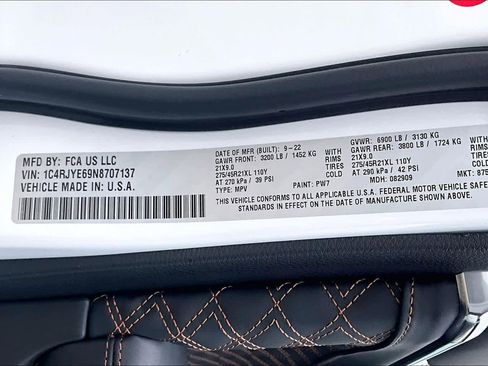 MFD BY: FCA US LLC
VIN: 1C4RJYE69N8707137
VEHICLE MADE IN U.S.A.
DATE OF MFR (BUILT): 9-22
GAWR FRONT: 3200 LB / 1452 KG WITH
21X9.0 RIMS
275/45R21XL 110Y TIRES
AT 270 kPa / 39 PSI COLD
TYPE: MPV PAINT: PW7
GVWR: 6900 LB / 3130 KG
GAWR REAR: 3800 LB / 1724 KG WITH
21X9.0 RIMS
275/45R21XL 110Y TIRES
AT 290 kPa / 42 PSI COLD
MDH: 082909 MKT: 875
THIS VEHICLE CONFORMS TO ALL APPLICABLE U.S.A. FEDERAL MOTOR VEHICLE SAFETY
STANDARDS IN EFFECT ON THE DATE OF MANUFACTURE SHOWN ABOVE.